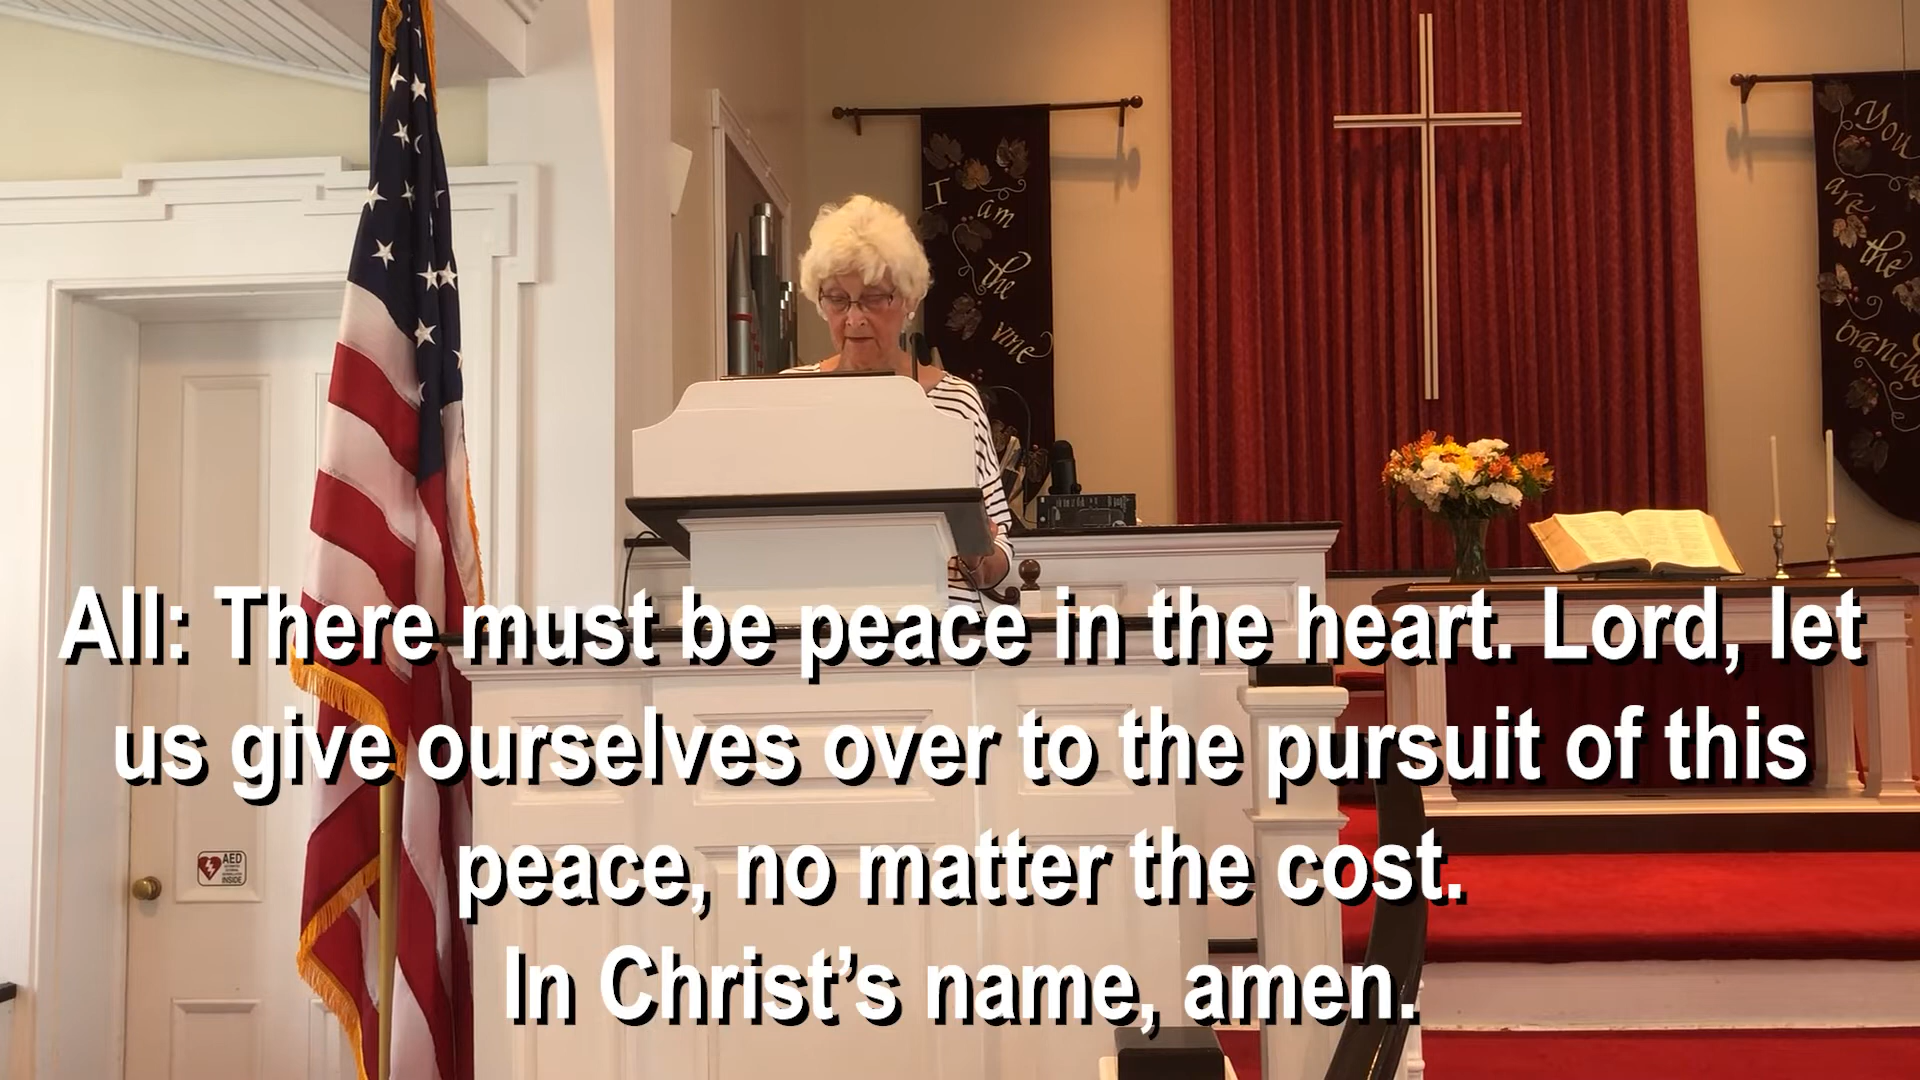 I
am
the
vine
You
are
the
AED
INSIDE
All: There must be peace in the heart. Lord, let
us give ourselves over to the pursuit of this
peace, no matter the cost.
In Christ’s name, amen.